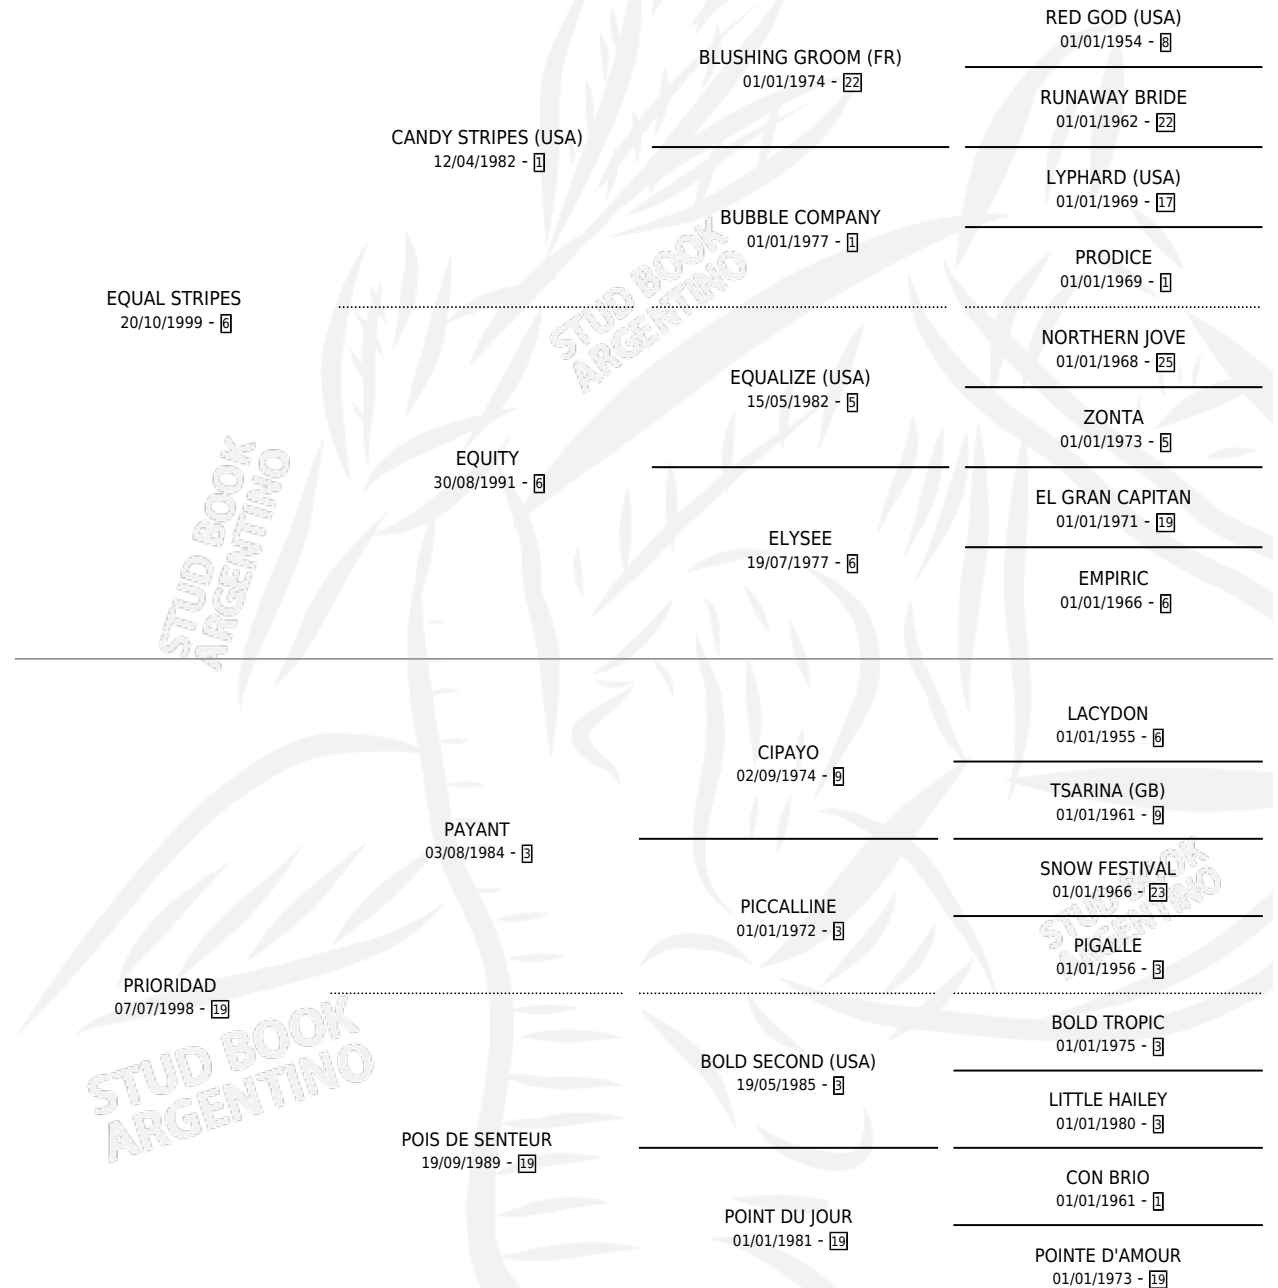 RED GOD (USA)
01/01/1954 - 8
BLUSHING GROOM (FR)
01/01/1974 - 22
RUNAWAY BRIDE
01/01/1962 - 22
CANDY STRIPES (USA)
12/04/1982 - 1
LYPHARD (USA)
01/01/1969 - 17
BUBBLE COMPANY
01/01/1977 - 1
PRODICE
01/01/1969 - 1
EQUAL STRIPES
20/10/1999 - 6
STUD BOOK
ARGENTINO
NORTHERN JOVE
01/01/1968 - 25
EQUALIZE (USA)
15/05/1982 - 5
ZONTA
01/01/1973 - 5
EQUITY
30/08/1991 - 6
EL GRAN CAPITAN
01/01/1971 - 19
ELYSEE
19/07/1977 - 6
EMPIRIC
01/01/1966 - 6
STUD BOOK
ARGENTINO
LACYDON
01/01/1955 - 6
CIPAYO
02/09/1974 - 9
TSARINA (GB)
01/01/1961 - 9
PAYANT
03/08/1984 - 3
SNOW FESTIVAL
01/01/1966 - 23
PICCALLINE
01/01/1972 - 3
STUD BOOK
ARGENTINO
PIGALLE
01/01/1956 - 3
PRIORIDAD
07/07/1998 - 19
BOLD TROPIC
01/01/1975 - 3
STUD BOOK
ARGENTINO
BOLD SECOND (USA)
19/05/1985 - 3
LITTLE HAILEY
01/01/1980 - 3
POIS DE SENTEUR
19/09/1989 - 19
CON BRIO
01/01/1961 - 1
POINT DU JOUR
01/01/1981 - 19
POINTE D'AMOUR
01/01/1973 - 19